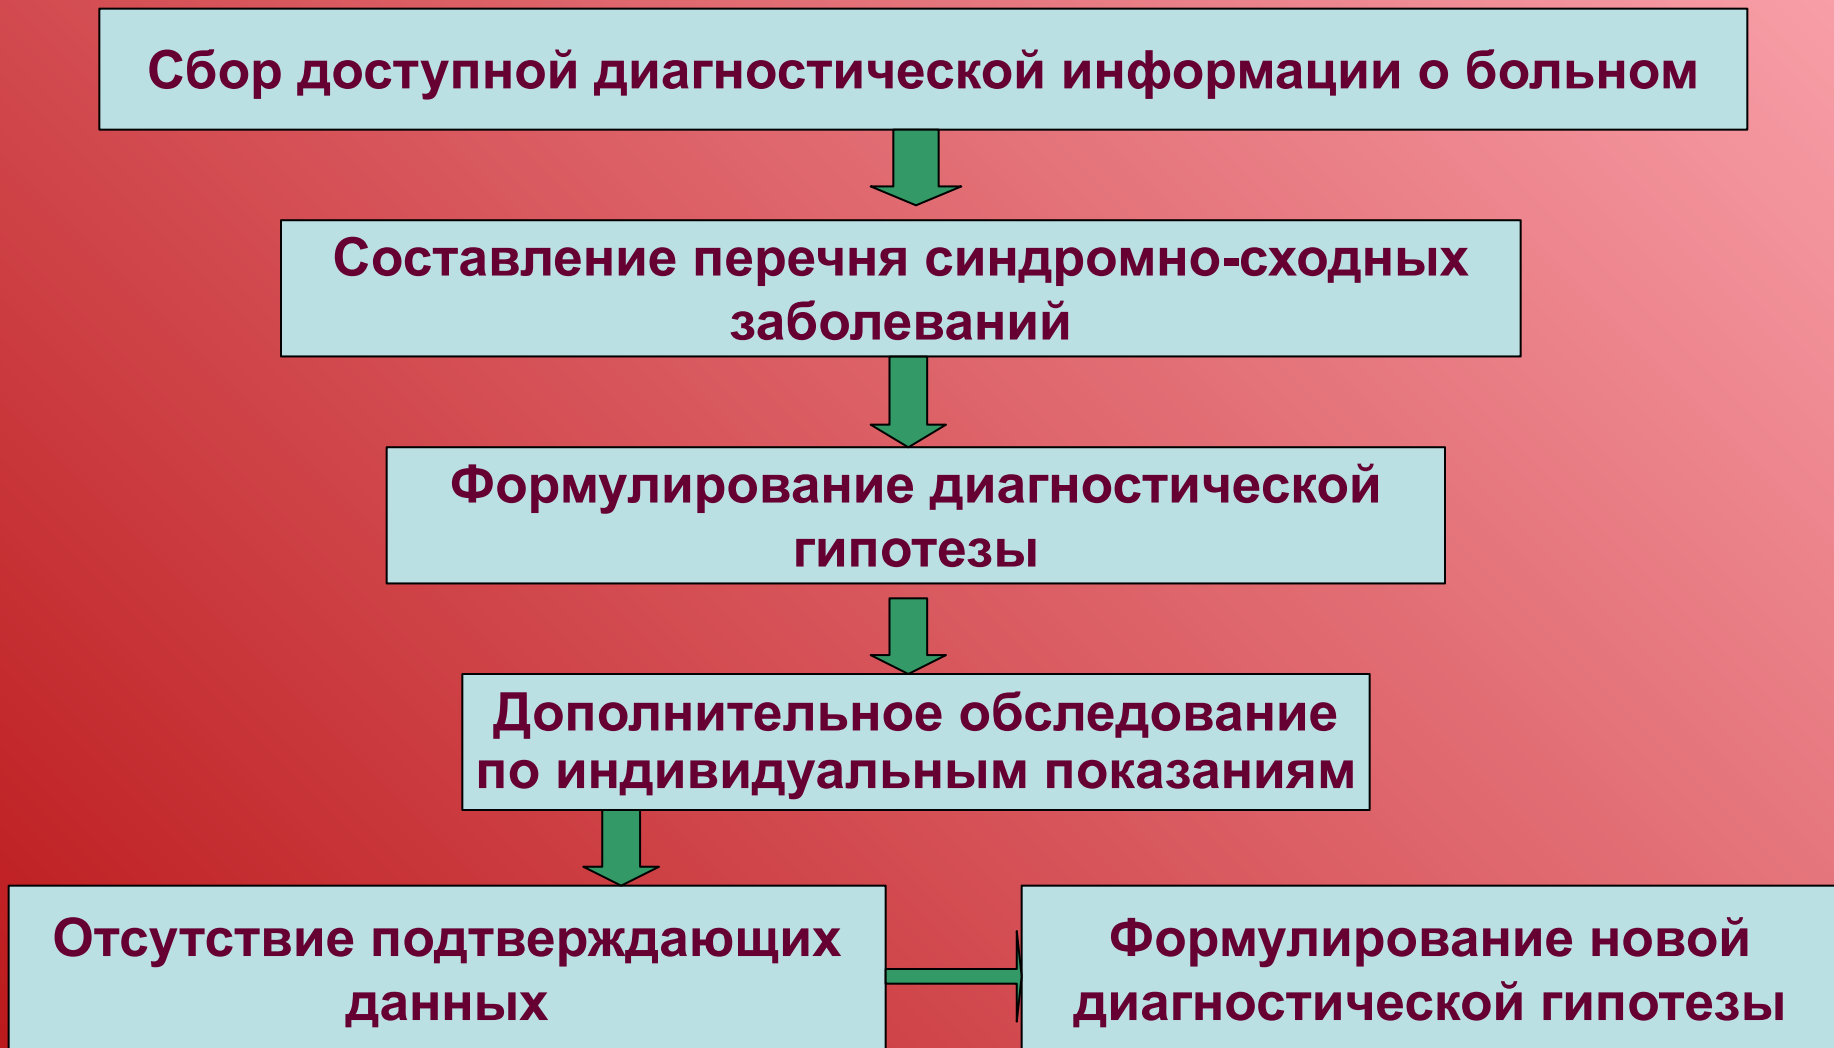 Сбор доступной диагностической информации о больном
Составление перечня синдромно-сходных
заболеваний
Формулирование диагностической
гипотезы
Дополнительное обследование
по индивидуальным показаниям
Отсутствие подтверждающих
данных
Формулирование новой
диагностической гипотезы